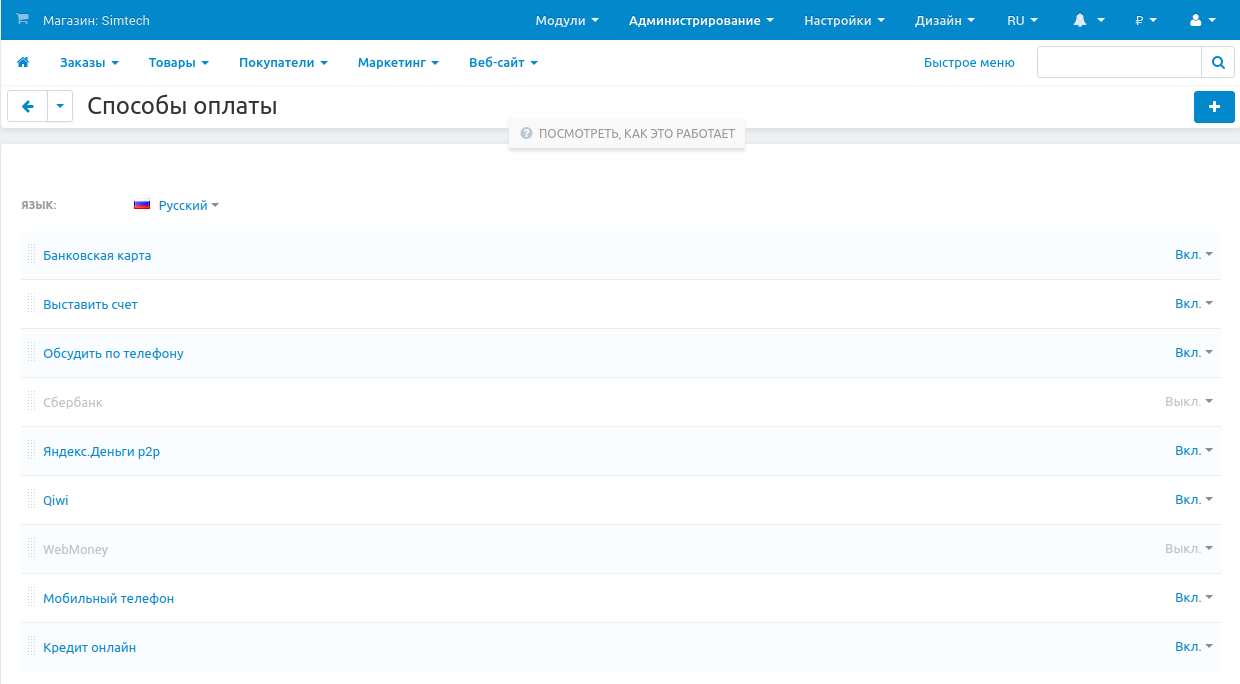 Магазин: Simtech Модули Администрирование Настройки Дизайн RU ₽
Заказы Товары Покупатели Маркетинг Веб-сайт Быстрое меню
Способы оплаты
ПОСМОТРЕТЬ, КАК ЭТО РАБОТАЕТ
ЯЗЫК: Русский
Банковская карта Вкл.
Выставить счет Вкл.
Обсудить по телефону Вкл.
Сбербанк Выкл.
Яндекс.Деньги p2p Вкл.
Qiwi Вкл.
WebMoney Выкл.
Мобильный телефон Вкл.
Кредит онлайн Вкл.